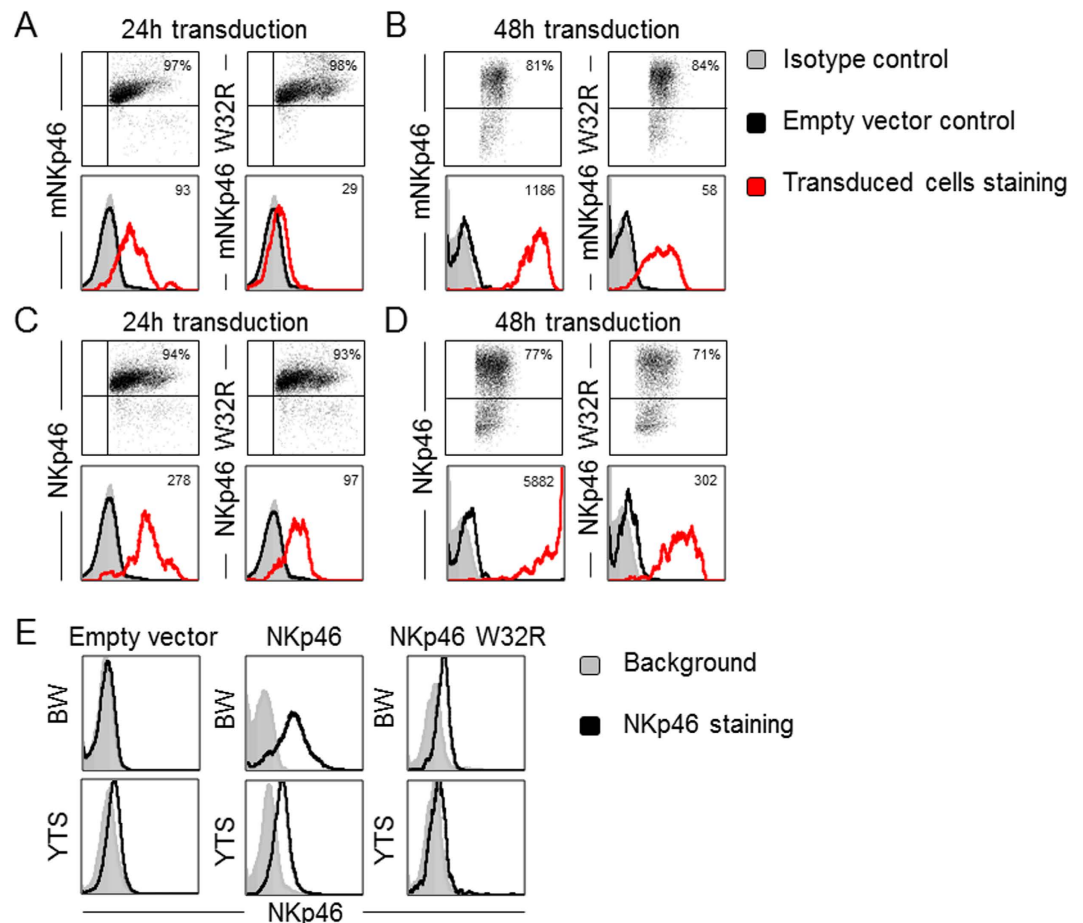 A
24h transduction
mNKp46
97%
93
mNKp46 W32R
98%
29
B
48h transduction
mNKp46
81%
1186
mNKp46 W32R
84%
58
Isotype control
Empty vector control
Transduced cells staining
C
24h transduction
NKp46
94%
278
NKp46 W32R
93%
97
D
48h transduction
NKp46
77%
5882
NKp46 W32R
71%
302
E
Empty vector
NKp46
NKp46 W32R
BW
BW
BW
YTS
YTS
YTS
NKp46
Background
NKp46 staining